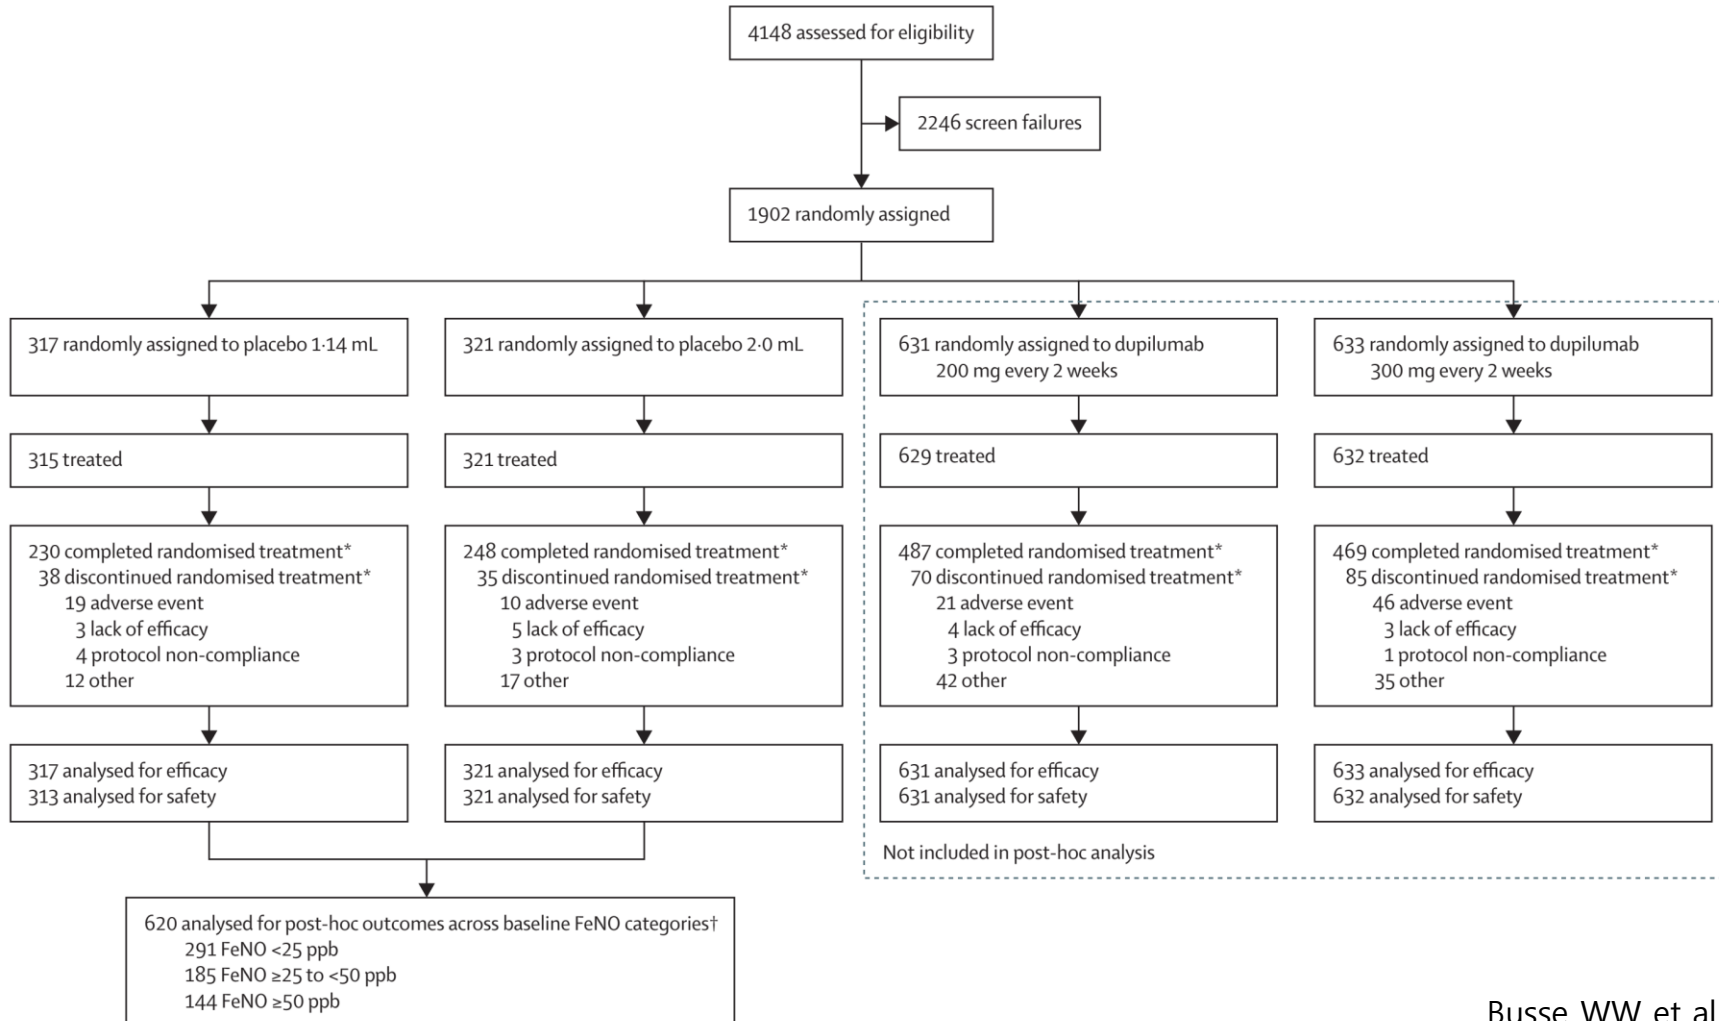 4148 assessed for eligibility
2246 screen failures
1902 randomly assigned
317 randomly assigned to placebo 1·14 mL
315 treated
230 completed randomised treatment*
38 discontinued randomised treatment*
19 adverse event
3 lack of efficacy
4 protocol non-compliance
12 other
317 analysed for efficacy
313 analysed for safety
321 randomly assigned to placebo 2·0 mL
321 treated
248 completed randomised treatment*
35 discontinued randomised treatment*
10 adverse event
5 lack of efficacy
3 protocol non-compliance
17 other
321 analysed for efficacy
321 analysed for safety
631 randomly assigned to dupilumab
200 mg every 2 weeks
629 treated
487 completed randomised treatment*
70 discontinued randomised treatment*
21 adverse event
4 lack of efficacy
3 protocol non-compliance
42 other
631 analysed for efficacy
631 analysed for safety
633 randomly assigned to dupilumab
300 mg every 2 weeks
632 treated
469 completed randomised treatment*
85 discontinued randomised treatment*
46 adverse event
3 lack of efficacy
1 protocol non-compliance
35 other
633 analysed for efficacy
632 analysed for safety
Not included in post-hoc analysis
620 analysed for post-hoc outcomes across baseline FeNO categories†
291 FeNO <25 ppb
185 FeNO ≥25 to <50 ppb
144 FeNO ≥50 ppb
Busse WW et al